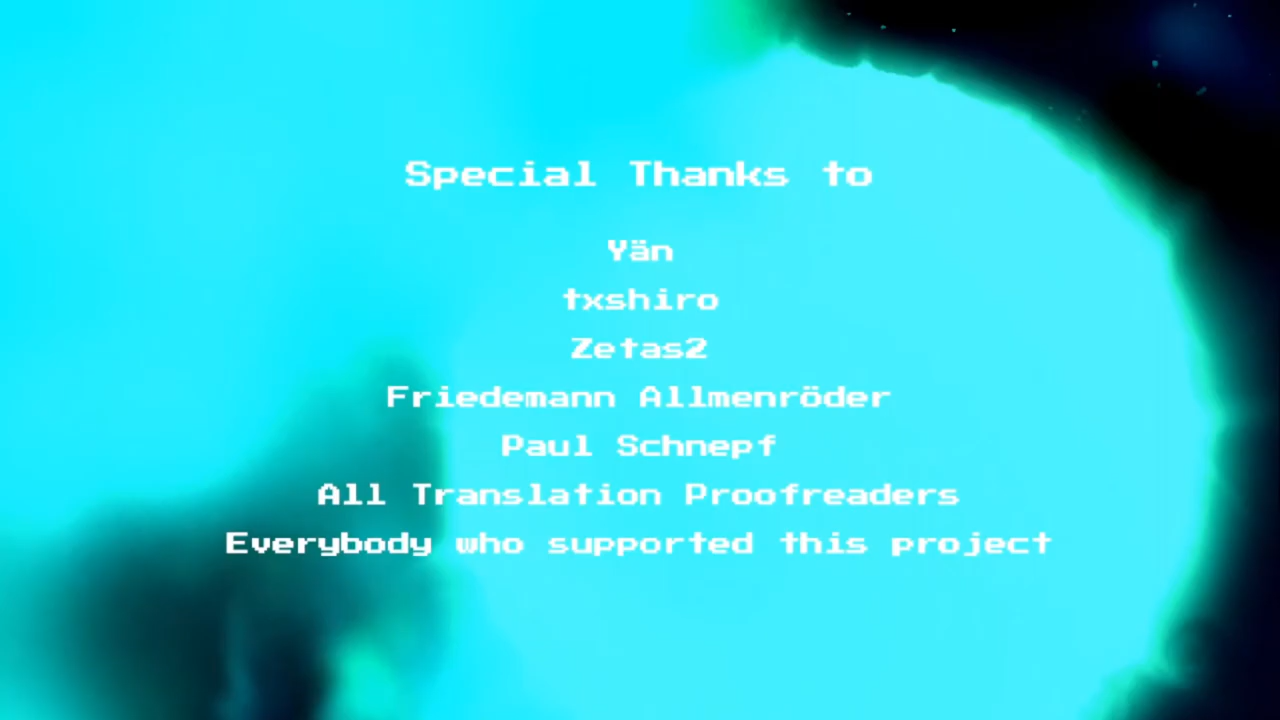 Special Thanks to
Yän
txshiro
Zetas2
Friedemann Allmenröder
Paul Schnepf
All Translation Proofreaders
Everybody who supported this project